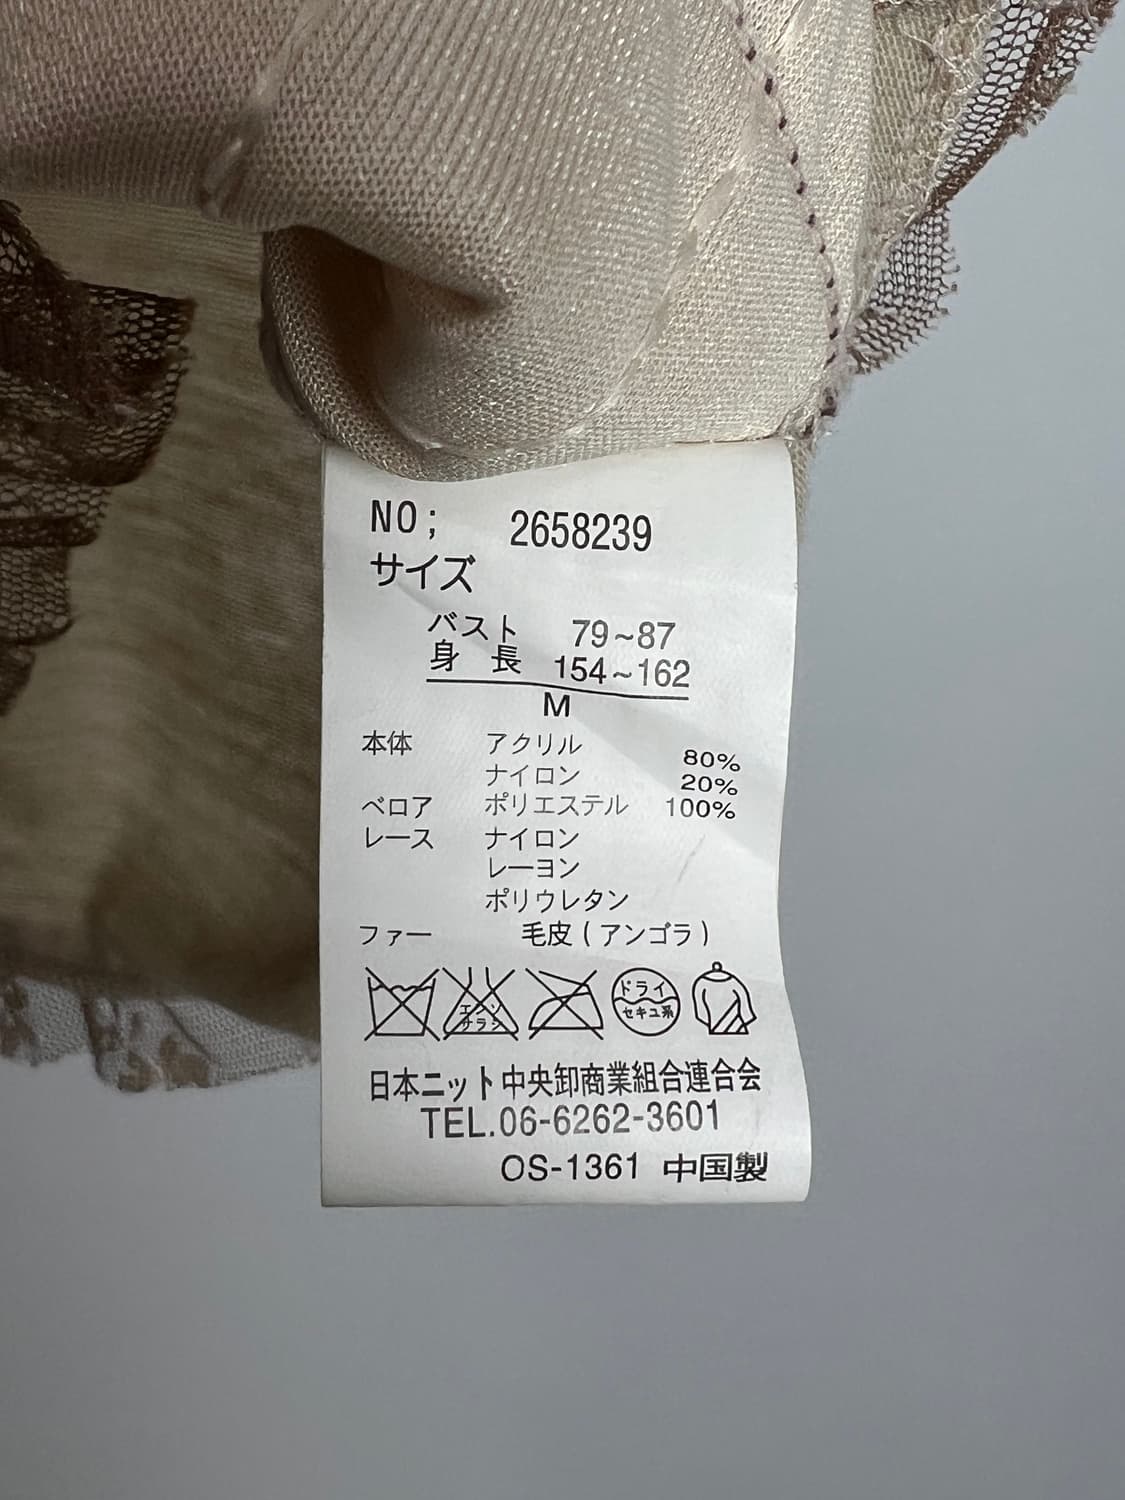 NO; 2658239
サイズ
バスト 79~87
身 長 154~162
M
本体 アクリル 80%
ナイロン 20%
ベロア ポリエステル 100%
レース ナイロン
レーヨン
ポリウレタン
ファー 毛皮(アンゴラ)
エンソ
サラシ
ドライ
セキユ系
日本ニット中央卸商業組合連合会
TEL.06-6262-3601
OS-1361 中国製